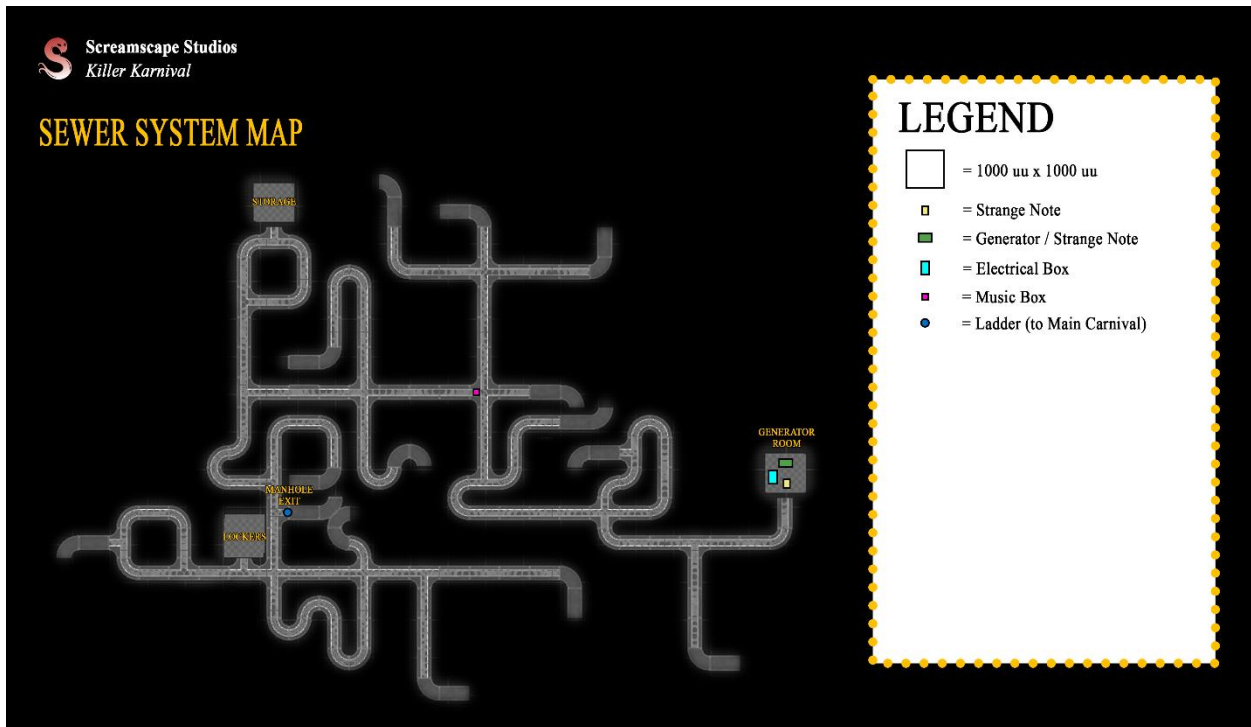 Screamscape Studios
Killer Karnival
SEWER SYSTEM MAP
STORAGE
GENERATOR
ROOM
MANHOLE
EXIT
LOCKERS
LEGEND
= 1000 uu x 1000 uu
= Strange Note
= Generator / Strange Note
= Electrical Box
= Music Box
= Ladder (to Main Carnival)